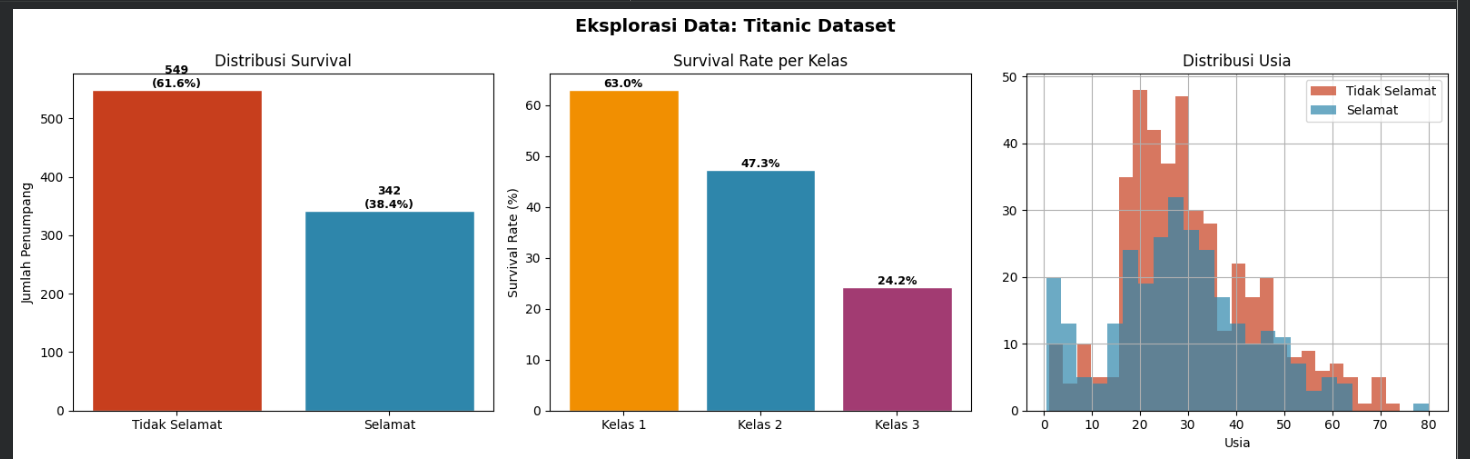 Eksplorasi Data: Titanic Dataset
Distribusi Survival
549
(61.6%)
342
(38.4%)
Jumlah Penumpang
500
400
300
200
100
0
Tidak Selamat
Selamat
Survival Rate per Kelas
63.0%
47.3%
24.2%
Survival Rate (%)
60
50
40
30
20
10
0
Kelas 1
Kelas 2
Kelas 3
Distribusi Usia
Tidak Selamat
Selamat
50
40
30
20
10
0
0 10 20 30 40 50 60 70 80
Usia